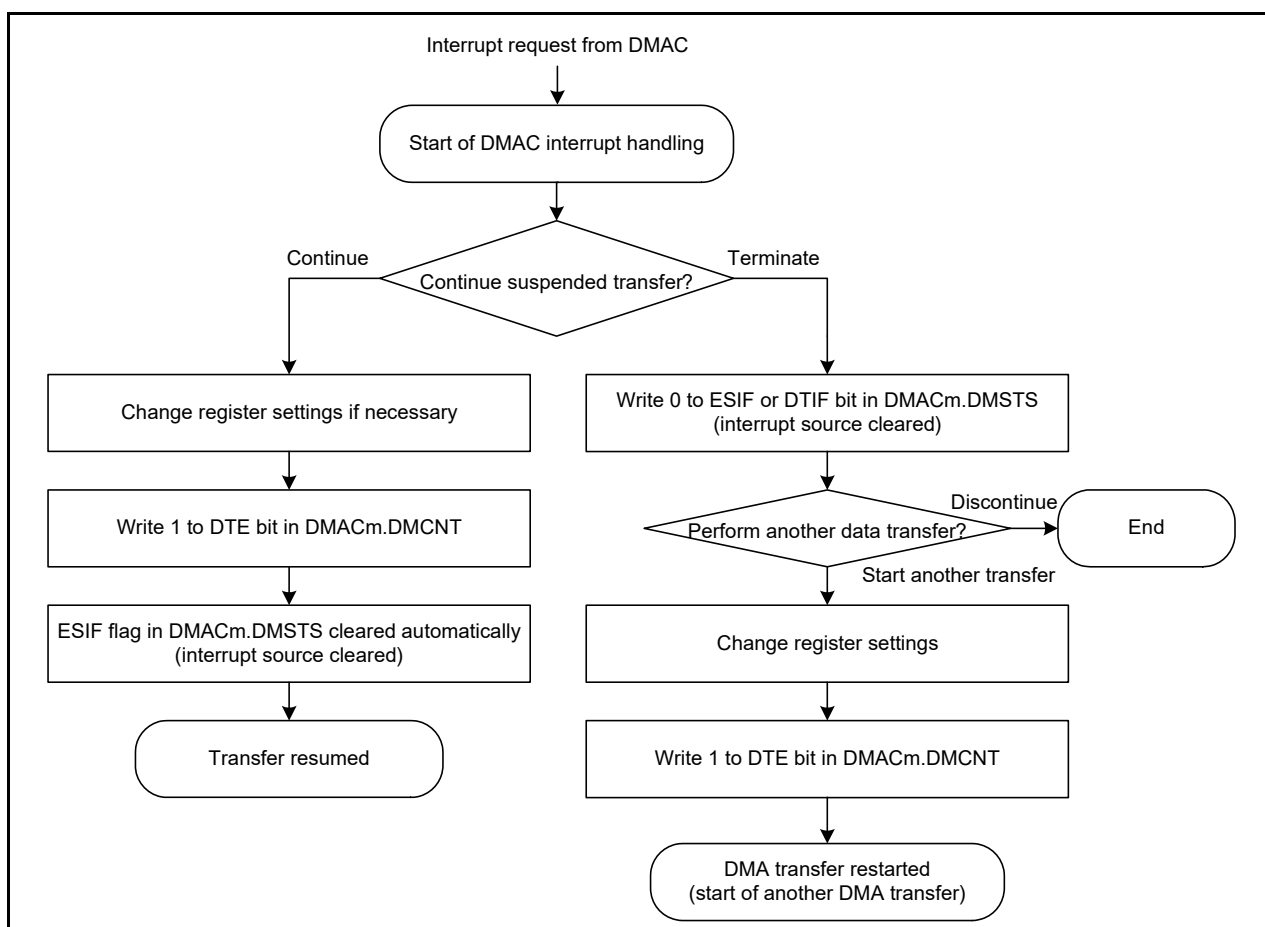 Interrupt request from DMAC
Start of DMAC interrupt handling
Continue
Terminate
Continue suspended transfer?
Change register settings if necessary
Write 1 to DTE bit in DMACm.DMCNT
ESIF flag in DMACm.DMSTS cleared automatically
(interrupt source cleared)
Transfer resumed
Write 0 to ESIF or DTIF bit in DMACm.DMSTS
(interrupt source cleared)
Discontinue
Perform another data transfer?
End
Start another transfer
Change register settings
Write 1 to DTE bit in DMACm.DMCNT
DMA transfer restarted
(start of another DMA transfer)